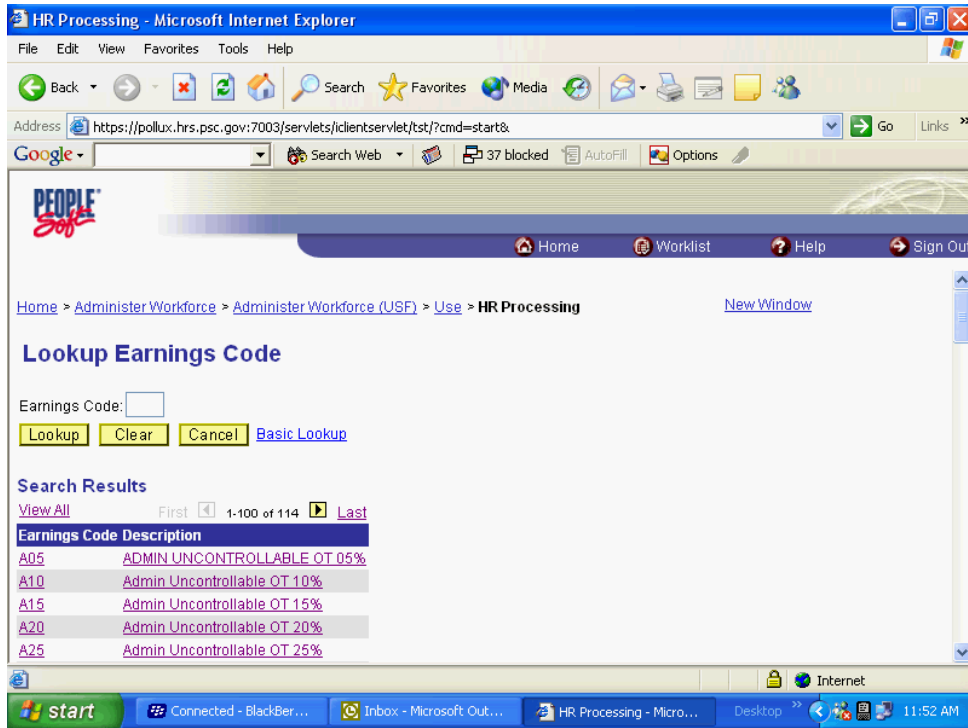 HR Processing - Microsoft Internet Explorer
File Edit View Favorites Tools Help
Back Search Favorites Media
Address https://pollux.hrs.psc.gov:7003/servlets/iclientservlet/tst/?cmd=start& Go Links »
Google - Search Web 37 blocked AutoFill Options
PEOPLE
Soft
Home Worklist Help Sign Out
Home > Administer Workforce > Administer Workforce (USF) > Use > HR Processing New Window
Lookup Earnings Code
Earnings Code:
Lookup Clear Cancel Basic Lookup
Search Results
View All First 1-100 of 114 Last
Earnings Code Description
A05 ADMIN UNCONTROLLABLE OT 05%
A10 Admin Uncontrollable OT 10%
A15 Admin Uncontrollable OT 15%
A20 Admin Uncontrollable OT 20%
A25 Admin Uncontrollable OT 25%
Internet
start Connected - BlackBer... Inbox - Microsoft Out... HR Processing - Micro... Desktop » 11:52 AM